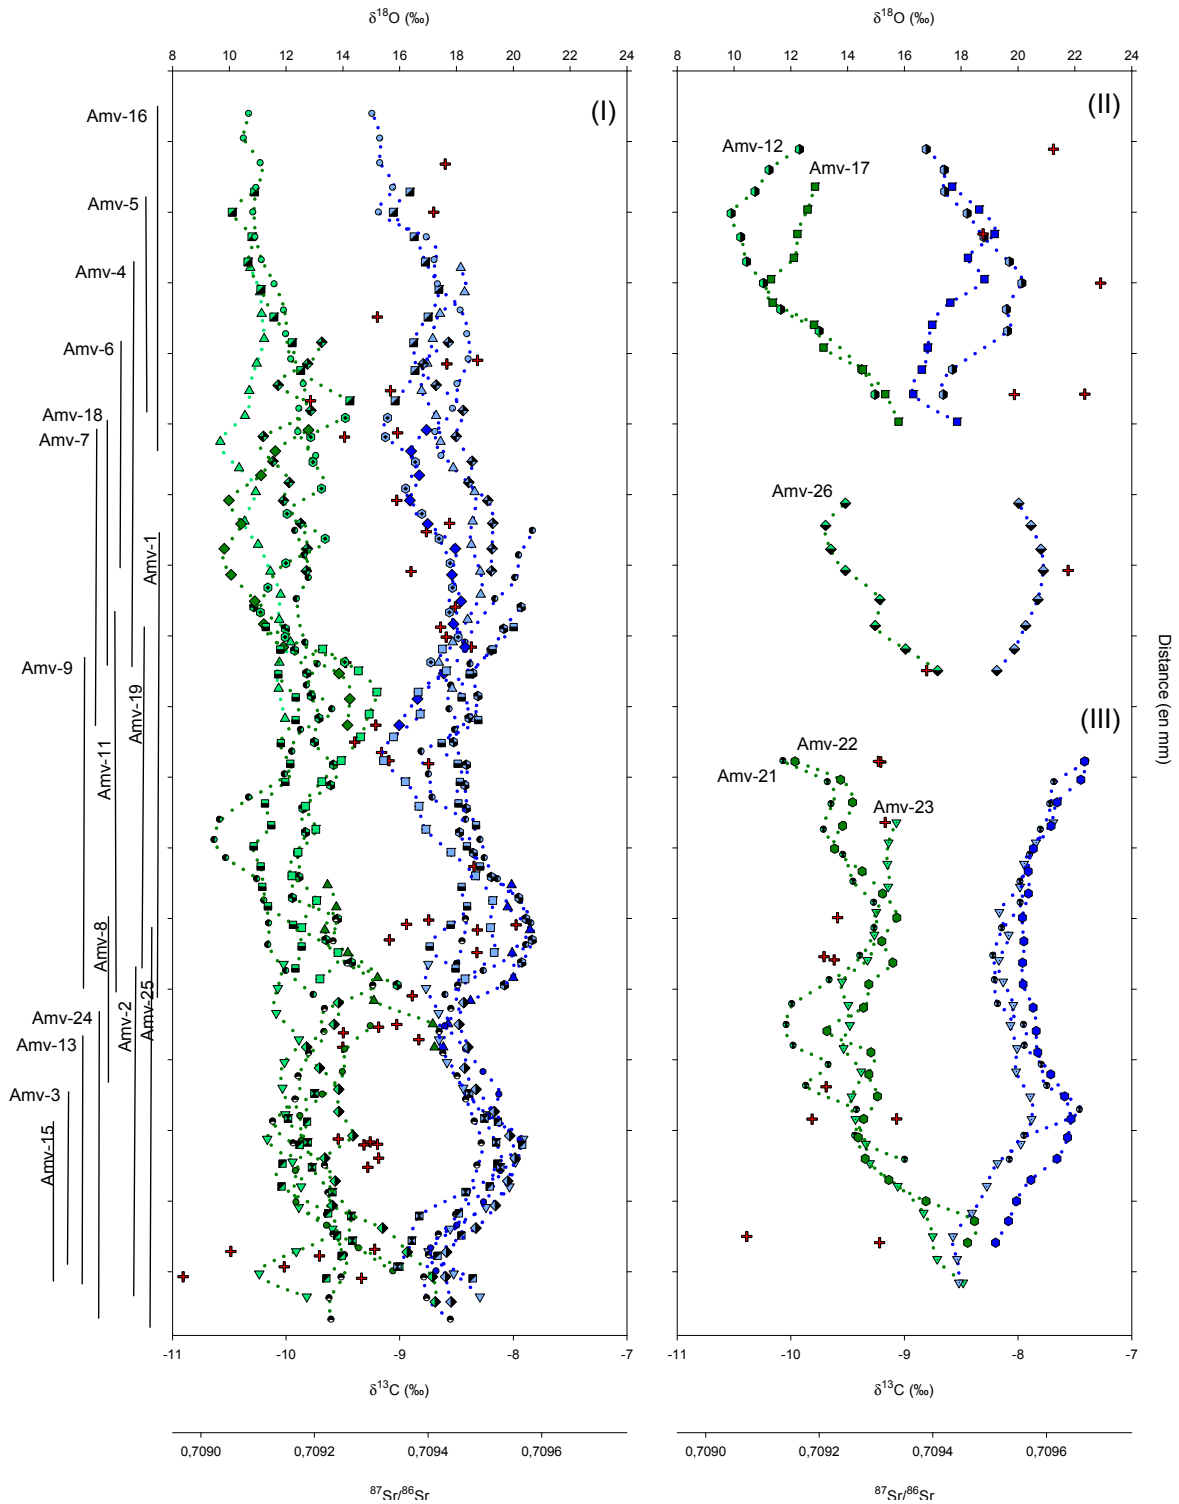 δ18O (‰)
δ18O (‰)
8 10 12 14 16 18 20 22 24
8 10 12 14 16 18 20 22 24
(I)
(II)
Amv-16
Amv-5
Amv-4
Amv-6
Amv-18
Amv-7
Amv-1
Amv-9
Amv-19
Amv-11
Amv-8
Amv-2
Amv-25
Amv-24
Amv-13
Amv-3
Amv-15
Amv-12
Amv-17
Amv-26
(III)
Amv-22
Amv-21
Amv-23
Distance (en mm)
-11 -10 -9 -8 -7
-11 -10 -9 -8 -7
δ13C (‰)
δ13C (‰)
0,7090 0,7092 0,7094 0,7096
0,7090 0,7092 0,7094 0,7096
87Sr/86Sr
87Sr/86Sr